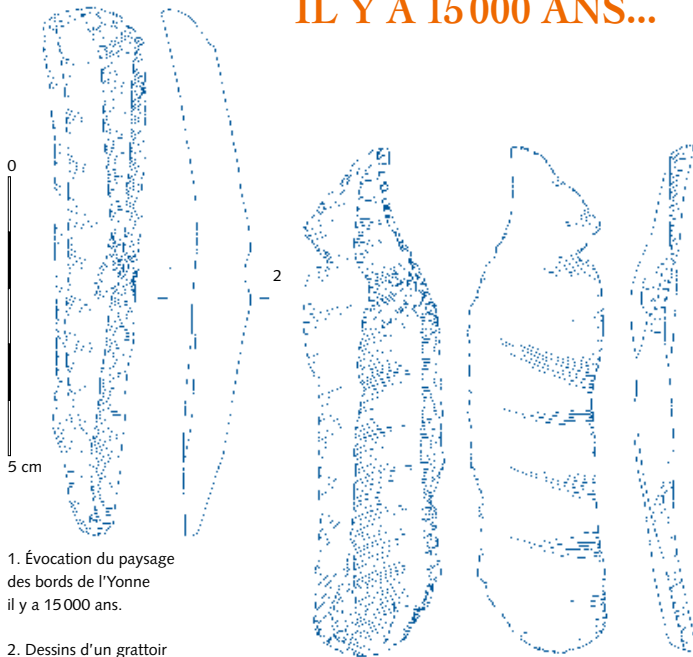 IL Y A 15 000 ANS...
0
2
5 cm
1. Évocation du paysage
des bords de l'Yonne
il y a 15 000 ans.
2. Dessins d'un grattoir